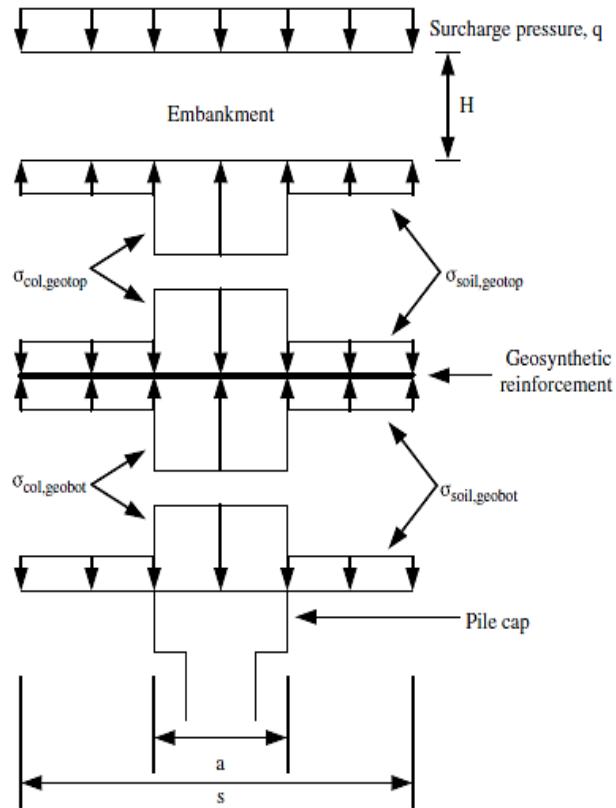 Surcharge pressure, q
H
Embankment
σcol,geotop
σsoil,geotop
Geosynthetic
reinforcement
σcol,geobot
σsoil,geobot
Pile cap
a
s